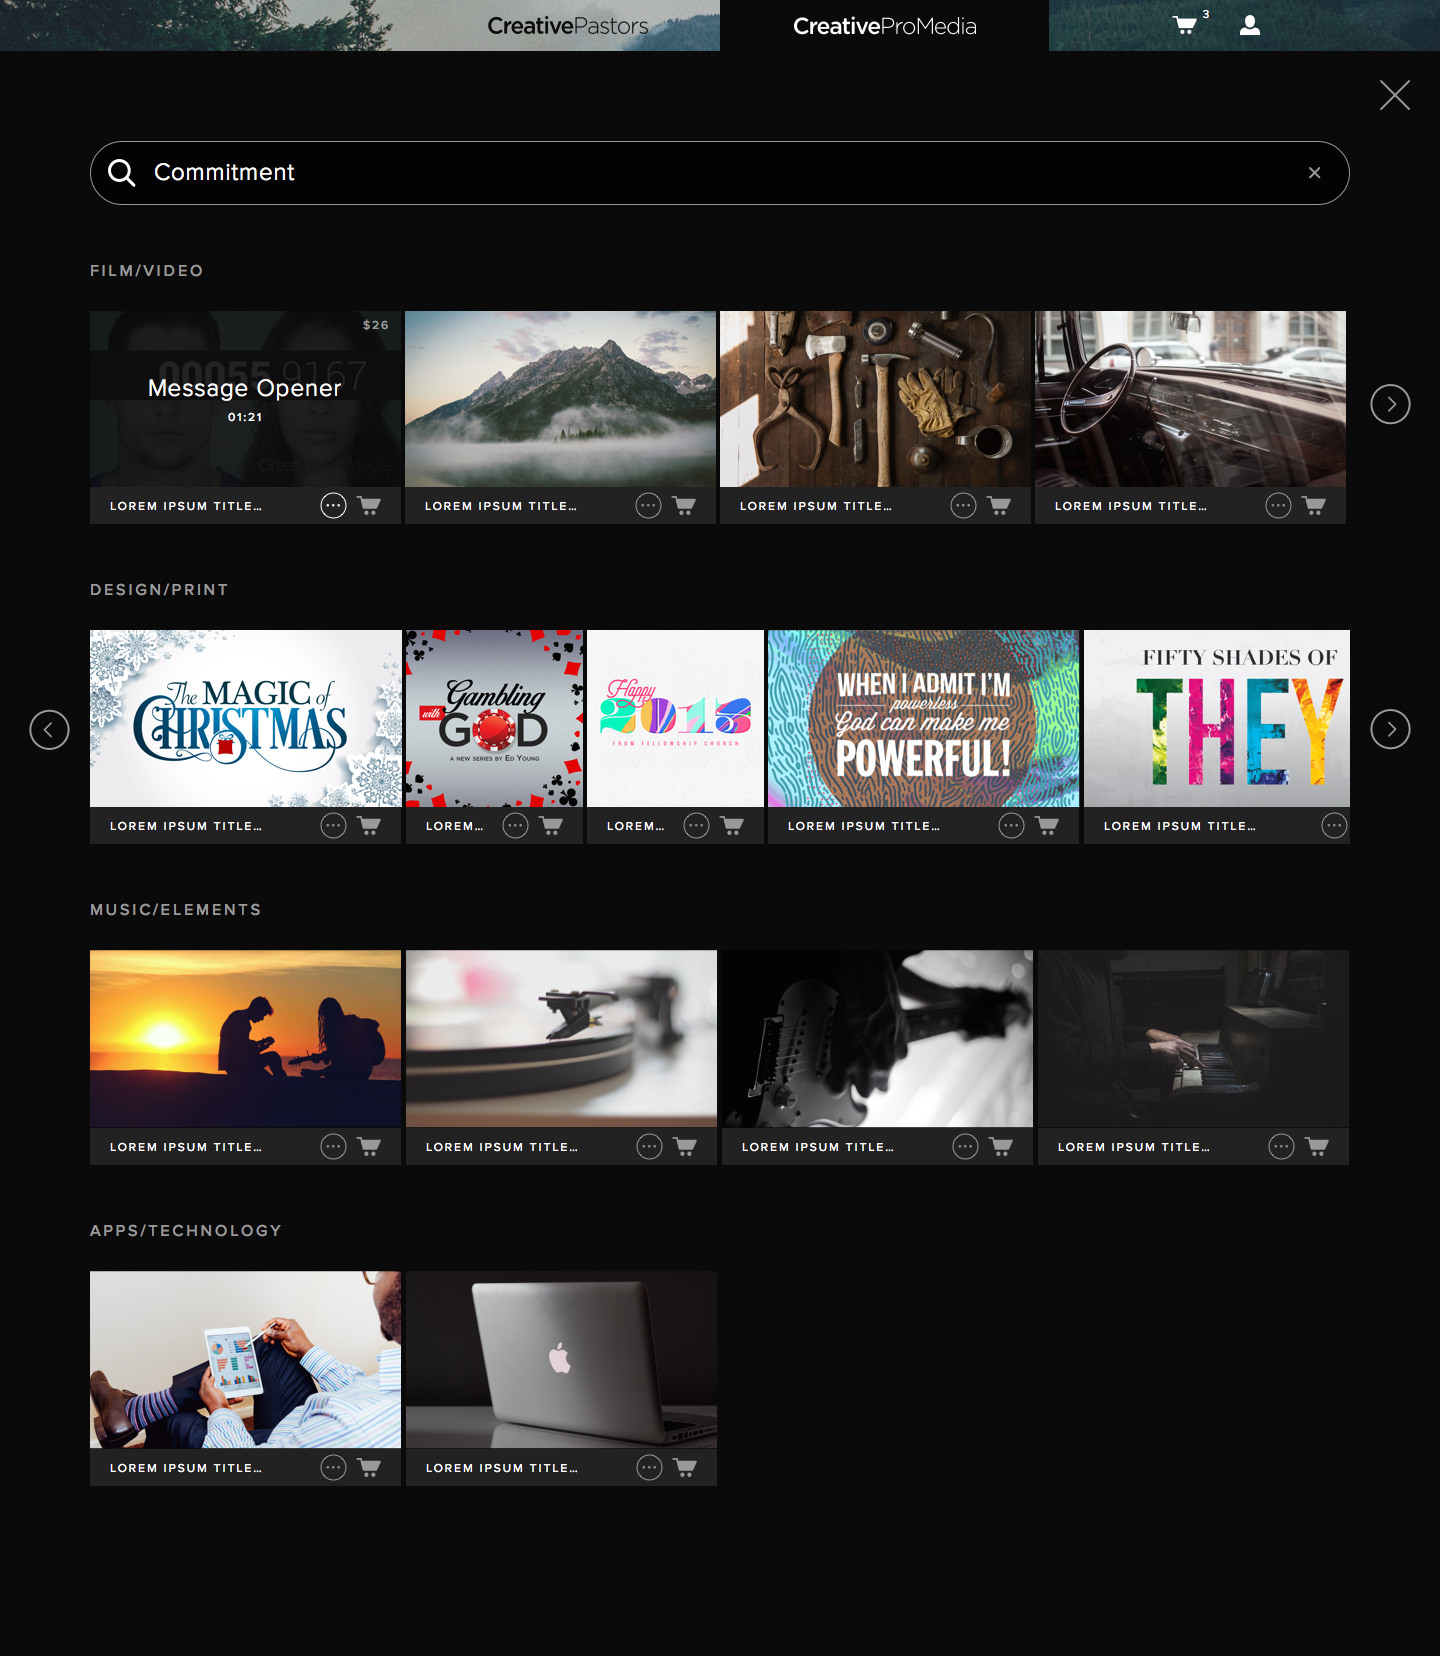 CreativePastors
CreativeProMedia
3
Commitment
FILM/VIDEO
$26
00055 9167
Message Opener
01:21
LOREM IPSUM TITLE...
LOREM IPSUM TITLE...
LOREM IPSUM TITLE...
LOREM IPSUM TITLE...
DESIGN/PRINT
The MAGIC of
CHRISTMAS
Gambling
with
GOD
A NEW SERIES BY ED YOUNG
Happy
2015
FROM FELLOWSHIP CHURCH
WHEN I ADMIT I'M
powerless
God can make me
POWERFUL!
FIFTY SHADES OF
THEY
LOREM IPSUM TITLE...
LOREM...
LOREM...
LOREM IPSUM TITLE...
LOREM IPSUM TITLE...
MUSIC/ELEMENTS
LOREM IPSUM TITLE...
LOREM IPSUM TITLE...
LOREM IPSUM TITLE...
LOREM IPSUM TITLE...
APPS/TECHNOLOGY
LOREM IPSUM TITLE...
LOREM IPSUM TITLE...